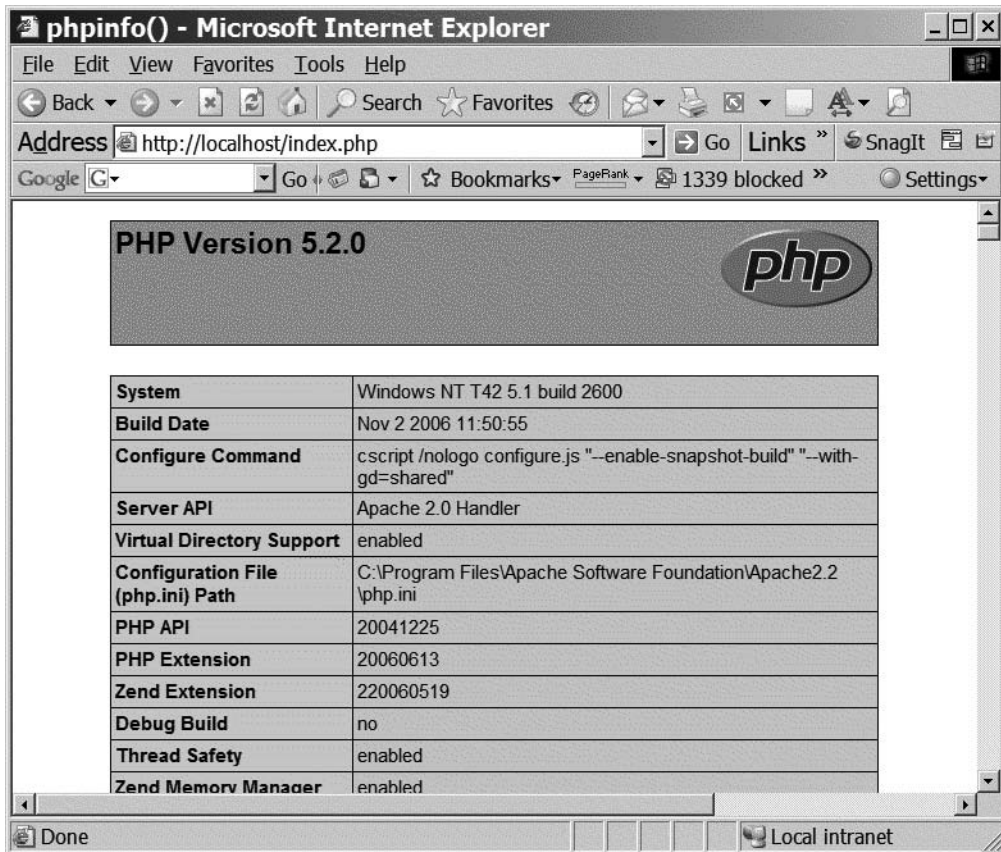 phpinfo() - Microsoft Internet Explorer
File Edit View Favorites Tools Help
Back Search Favorites
Address http://localhost/index.php Go Links » SnagIt
Google G Go Bookmarks PageRank 1339 blocked » Settings
PHP Version 5.2.0
php
System Windows NT T42 5.1 build 2600
Build Date Nov 2 2006 11:50:55
Configure Command cscript /nologo configure.js "--enable-snapshot-build" "--with-
gd=shared"
Server API Apache 2.0 Handler
Virtual Directory Support enabled
Configuration File C:\Program Files\Apache Software Foundation\Apache2.2
(php.ini) Path \php.ini
PHP API 20041225
PHP Extension 20060613
Zend Extension 220060519
Debug Build no
Thread Safety enabled
Zend Memory Manager enabled
Done Local intranet